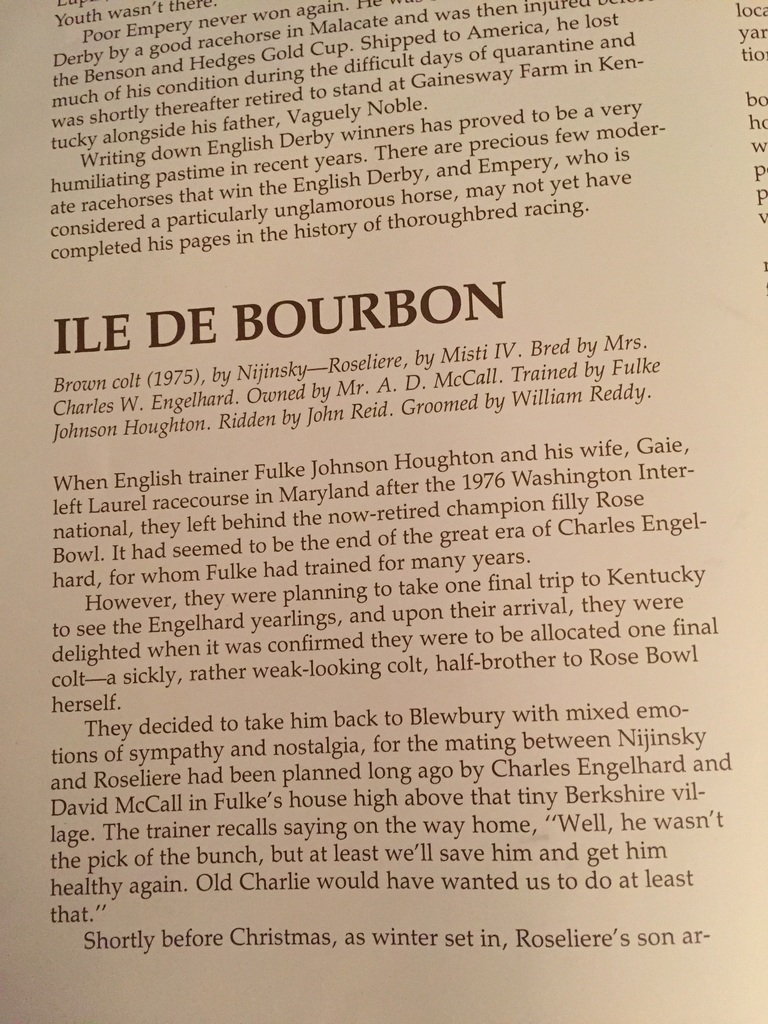 Youth wasn't there.
Poor Empery never won again. He was
Derby by a good racehorse in Malacate and was then injured before
the Benson and Hedges Gold Cup. Shipped to America, he lost
much of his condition during the difficult days of quarantine and
was shortly thereafter retired to stand at Gainesway Farm in Ken-
tucky alongside his father, Vaguely Noble.
Writing down English Derby winners has proved to be a very
humiliating pastime in recent years. There are precious few moder-
ate racehorses that win the English Derby, and Empery, who is
considered a particularly unglamorous horse, may not yet have
completed his pages in the history of thoroughbred racing.
ILE DE BOURBON
Brown colt (1975), by Nijinsky—Roseliere, by Misti IV. Bred by Mrs.
Charles W. Engelhard. Owned by Mr. A. D. McCall. Trained by Fulke
Johnson Houghton. Ridden by John Reid. Groomed by William Reddy.
When English trainer Fulke Johnson Houghton and his wife, Gaie,
left Laurel racecourse in Maryland after the 1976 Washington Inter-
national, they left behind the now-retired champion filly Rose
Bowl. It had seemed to be the end of the great era of Charles Engel-
hard, for whom Fulke had trained for many years.
However, they were planning to take one final trip to Kentucky
to see the Engelhard yearlings, and upon their arrival, they were
delighted when it was confirmed they were to be allocated one final
colt—a sickly, rather weak-looking colt, half-brother to Rose Bowl
herself.
They decided to take him back to Blewbury with mixed emo-
tions of sympathy and nostalgia, for the mating between Nijinsky
and Roseliere had been planned long ago by Charles Engelhard and
David McCall in Fulke's house high above that tiny Berkshire vil-
lage. The trainer recalls saying on the way home, "Well, he wasn't
the pick of the bunch, but at least we'll save him and get him
healthy again. Old Charlie would have wanted us to do at least
that."
Shortly before Christmas, as winter set in, Roseliere's son ar-